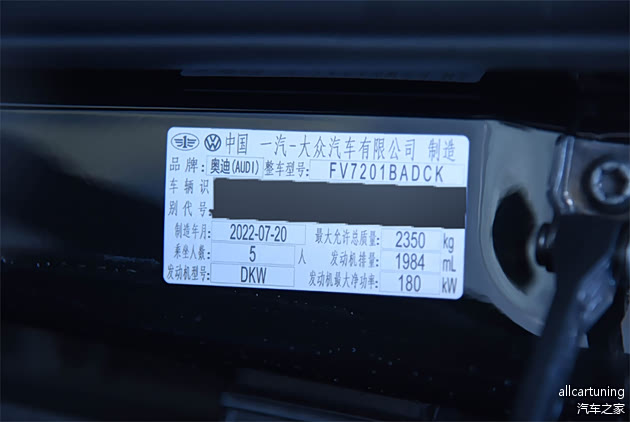 中国 一汽-大众汽车有限公司 制造
品牌: 奥迪(AUDI) 整车型号: FV7201BADCK
车辆识
别代号
制造年月: 2022-07-20 最大允许总质量: 2350 kg
乘坐人数: 5 人 发动机排量: 1984 mL
发动机型号: DKW 发动机最大净功率: 180 kW
allcartuning
汽车之家